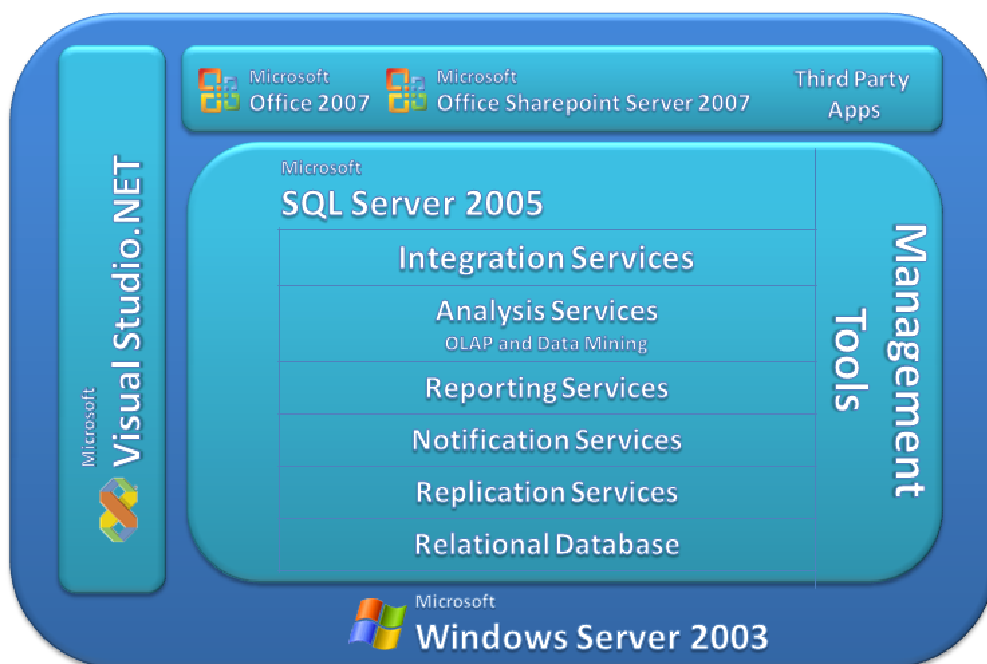 Microsoft
Office 2007
Microsoft
Office Sharepoint Server 2007
Third Party
Apps
Microsoft
Visual Studio.NET
Microsoft
SQL Server 2005
Integration Services
Analysis Services
OLAP and Data Mining
Reporting Services
Notification Services
Replication Services
Relational Database
Management
Tools
Microsoft
Windows Server 2003